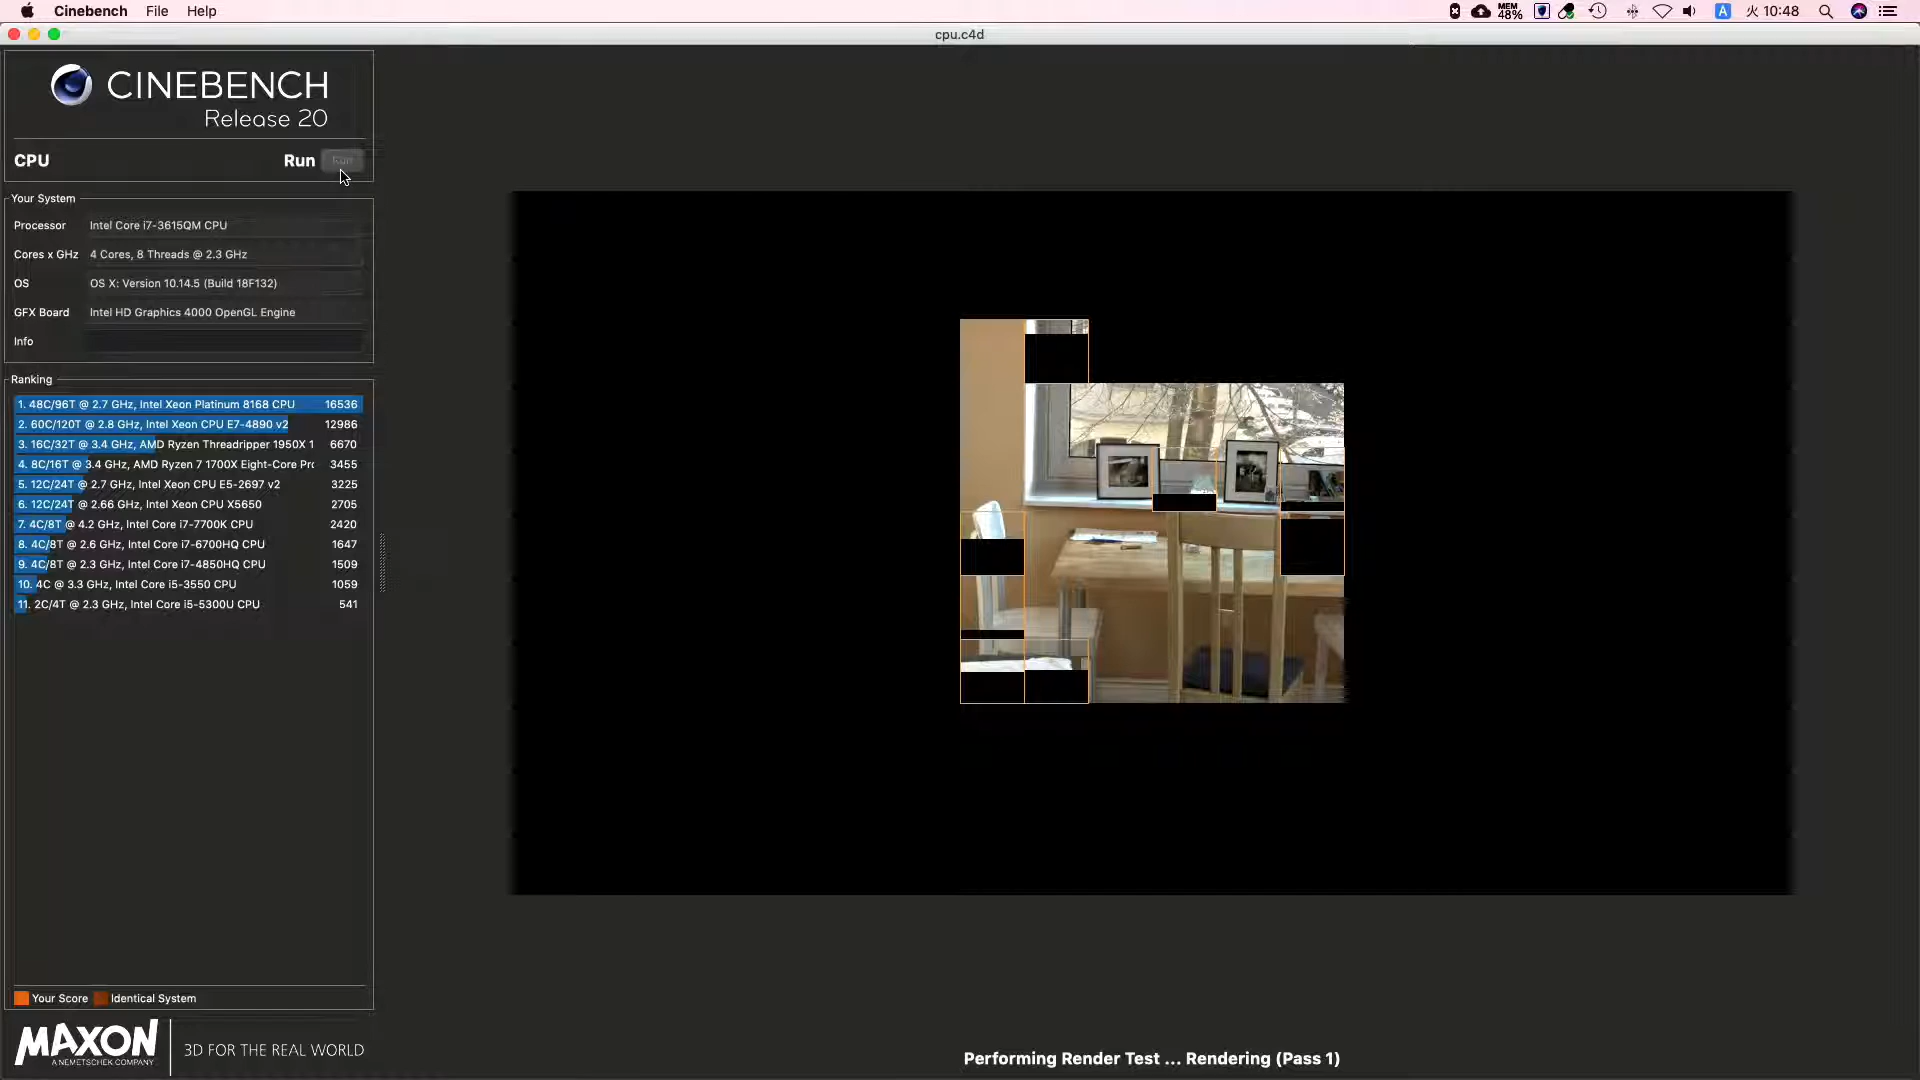 Cinebench File Help
MEM
48%
A
火 10:48
cpu.c4d
CINEBENCH
Release 20
CPU Run Run
Your System
Processor Intel Core i7-3615QM CPU
Cores x GHz 4 Cores, 8 Threads @ 2.3 GHz
OS OS X: Version 10.14.5 (Build 18F132)
GFX Board Intel HD Graphics 4000 OpenGL Engine
Info
Ranking
1. 48C/96T @ 2.7 GHz, Intel Xeon Platinum 8168 CPU 16536
2. 60C/120T @ 2.8 GHz, Intel Xeon CPU E7-4890 v2 12986
3. 16C/32T @ 3.4 GHz, AMD Ryzen Threadripper 1950X 1 6670
4. 8C/16T @ 3.4 GHz, AMD Ryzen 7 1700X Eight-Core Prc 3455
5. 12C/24T @ 2.7 GHz, Intel Xeon CPU E5-2697 v2 3225
6. 12C/24T @ 2.66 GHz, Intel Xeon CPU X5650 2705
7. 4C/8T @ 4.2 GHz, Intel Core i7-7700K CPU 2420
8. 4C/8T @ 2.6 GHz, Intel Core i7-6700HQ CPU 1647
9. 4C/8T @ 2.3 GHz, Intel Core i7-4850HQ CPU 1509
10. 4C @ 3.3 GHz, Intel Core i5-3550 CPU 1059
11. 2C/4T @ 2.3 GHz, Intel Core i5-5300U CPU 541
Your Score Identical System
MAXON
A NEMETSCHEK COMPANY
3D FOR THE REAL WORLD
Performing Render Test ... Rendering (Pass 1)